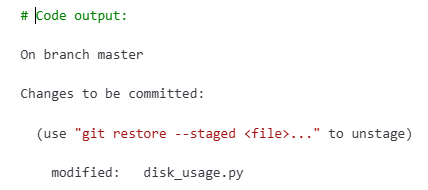 # Code output:
On branch master
Changes to be committed:
(use "git restore --staged <file>..." to unstage)
modified:   disk_usage.py